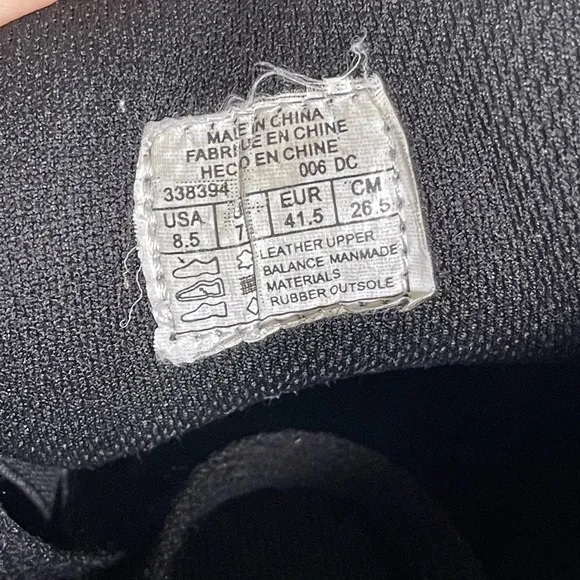 MADE IN CHINA
FABRIQUE EN CHINE
HECHO EN CHINE
338394 006 DC
USA EUR CM
8.5 41.5 26.5
LEATHER UPPER
BALANCE MANMADE
MATERIALS
RUBBER OUTSOLE